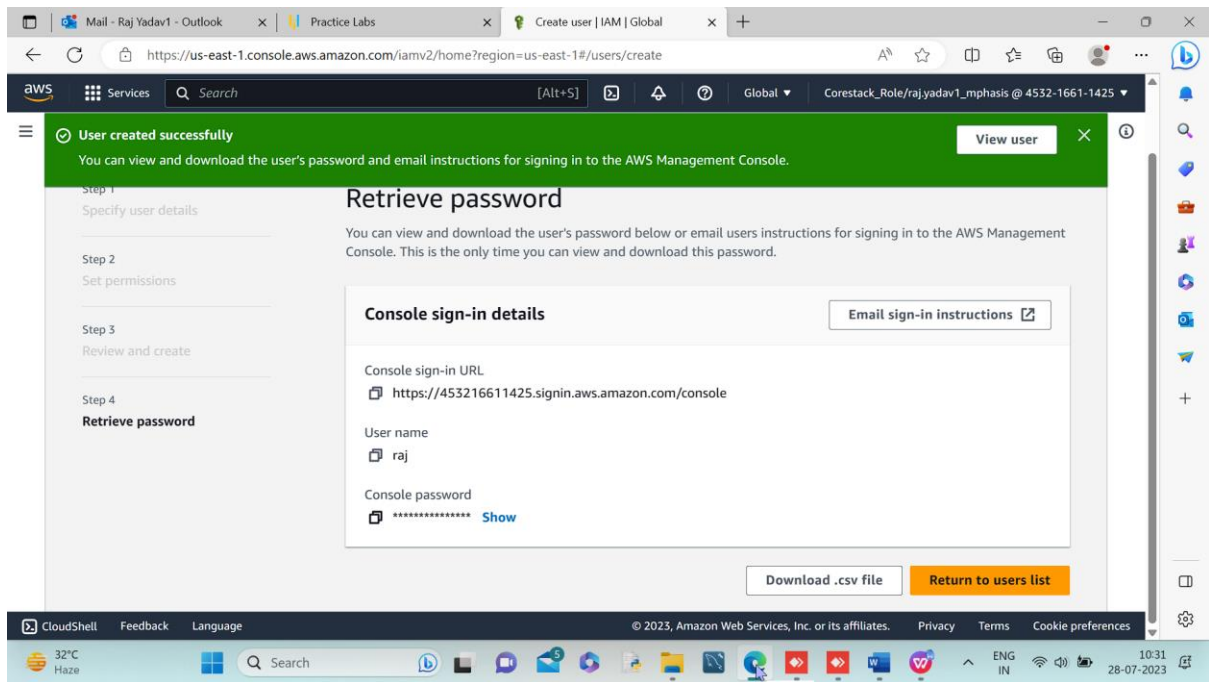 Mail - Raj Yadav1 - Outlook
Practice Labs
Create user | IAM | Global
https://us-east-1.console.aws.amazon.com/iamv2/home?region=us-east-1#/users/create
aws
Services
Search
[Alt+S]
Global
Corestack_Role/raj.yadav1_mphasis @ 4532-1661-1425
User created successfully
You can view and download the user's password and email instructions for signing in to the AWS Management Console.
View user
Step 1
Specify user details
Step 2
Set permissions
Step 3
Review and create
Step 4
Retrieve password
Retrieve password
You can view and download the user's password below or email users instructions for signing in to the AWS Management
Console. This is the only time you can view and download this password.
Console sign-in details
Email sign-in instructions
Console sign-in URL
https://453216611425.signin.aws.amazon.com/console
User name
raj
Console password
*************** Show
Download .csv file
Return to users list
CloudShell Feedback Language
© 2023, Amazon Web Services, Inc. or its affiliates. Privacy Terms Cookie preferences
32°C
Haze
Search
5
ENG
IN
10:31
28-07-2023